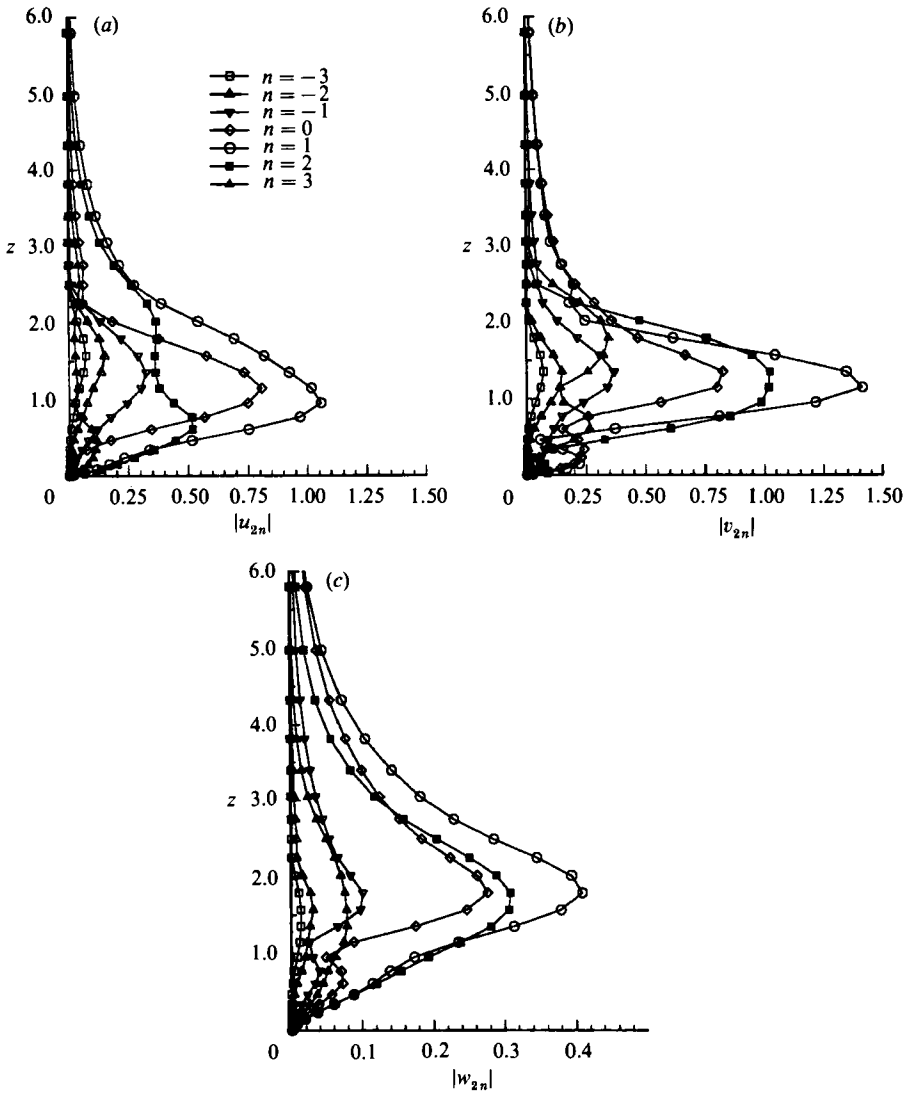 6.0
(a)
n = −3
n = −2
n = −1
n = 0
n = 1
n = 2
n = 3
5.0
4.0
z
3.0
2.0
1.0
0
0.25 0.50 0.75 1.00 1.25 1.50
|u2n|
6.0
(b)
5.0
4.0
z
3.0
2.0
1.0
0
0.25 0.50 0.75 1.00 1.25 1.50
|v2n|
6.0
(c)
5.0
4.0
z
3.0
2.0
1.0
0
0.1 0.2 0.3 0.4
|w2n|